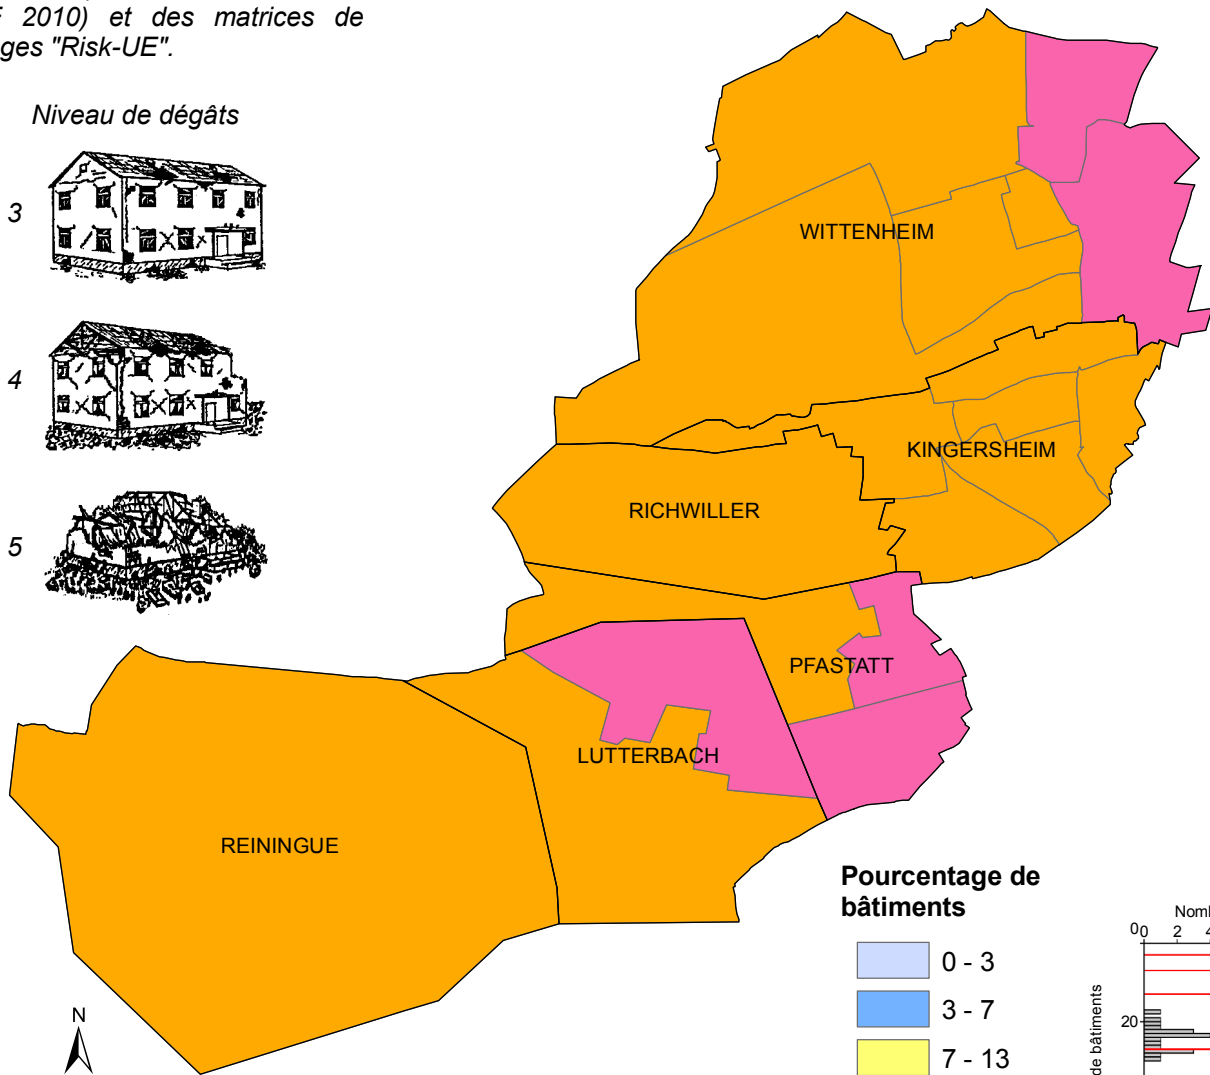 2010) et des matrices de
"Risk-UE".
Niveau de dégâts
3
4
5
WITTENHEIM
KINGERSHEIM
RICHWILLER
PFASTATT
LUTTERBACH
REININGUE
N
Pourcentage de
bâtiments
0 - 3
3 - 7
7 - 13
0 0 2 4
20
de bâtiments